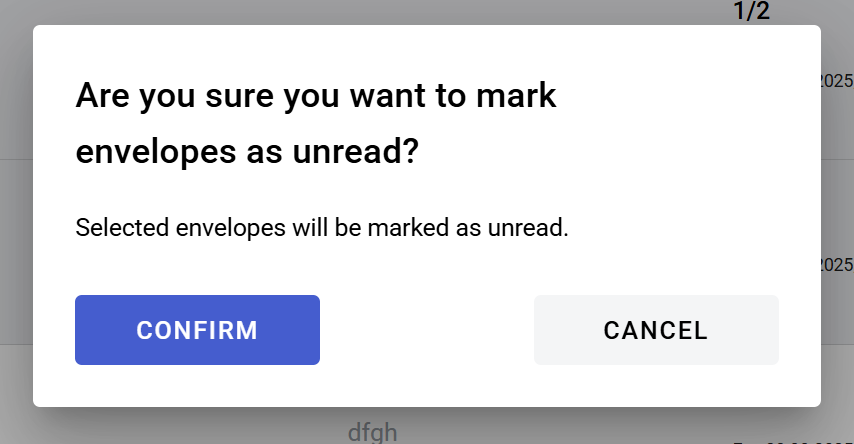 1/2
2025
Are you sure you want to mark
envelopes as unread?
Selected envelopes will be marked as unread.
2025
CONFIRM
CANCEL
dfgh